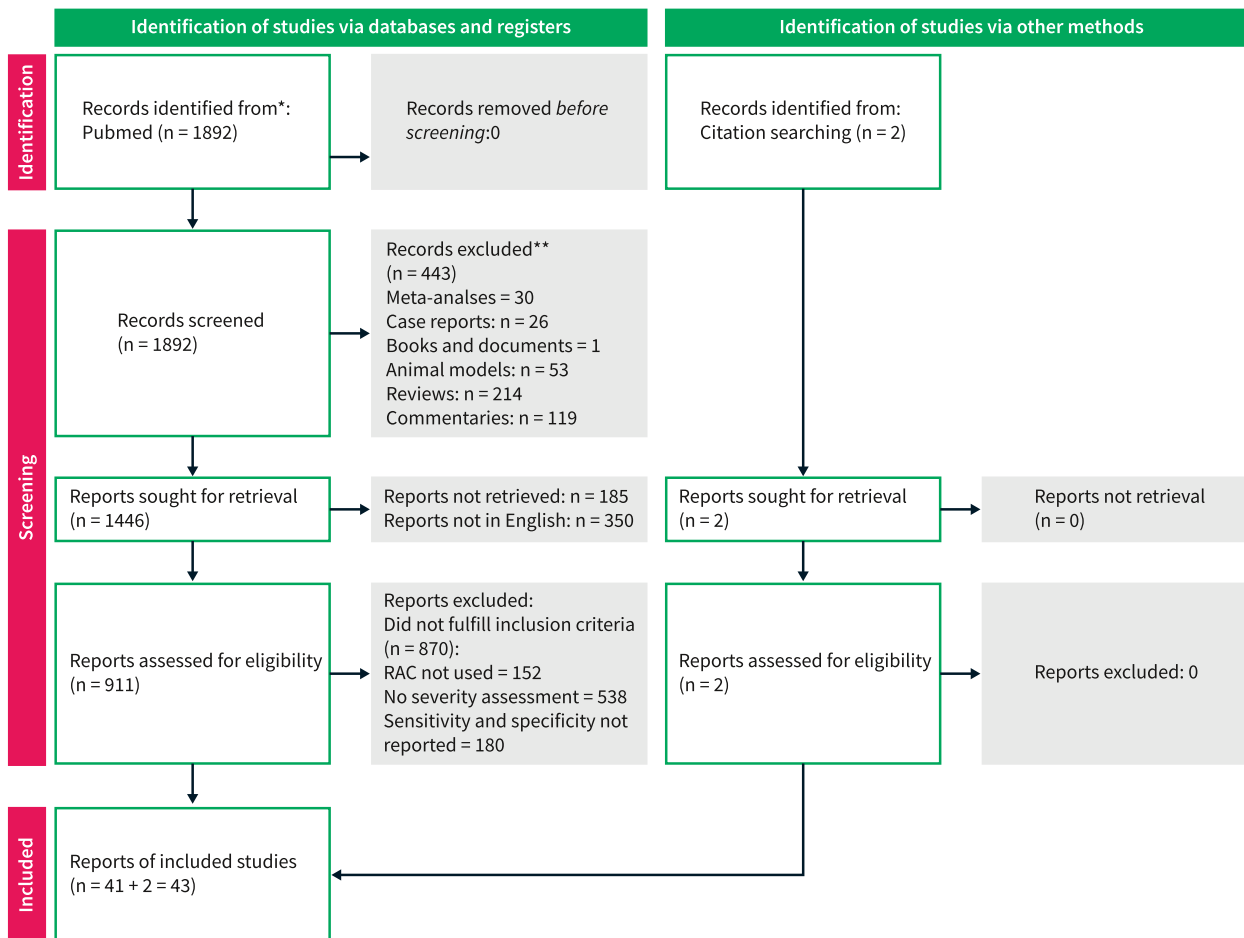 Identification of studies via databases and registers
Identification of studies via other methods
Identification
Records identified from*:
Pubmed (n = 1892)
Records removed before
screening:0
Records identified from:
Citation searching (n = 2)
Screening
Records screened
(n = 1892)
Records excluded**
(n = 443)
Meta-analses = 30
Case reports: n = 26
Books and documents = 1
Animal models: n = 53
Reviews: n = 214
Commentaries: n = 119
Reports sought for retrieval
(n = 1446)
Reports not retrieved: n = 185
Reports not in English: n = 350
Reports sought for retrieval
(n = 2)
Reports not retrieval
(n = 0)
Reports assessed for eligibility
(n = 911)
Reports excluded:
Did not fulfill inclusion criteria
(n = 870):
RAC not used = 152
No severity assessment = 538
Sensitivity and specificity not
reported = 180
Reports assessed for eligibility
(n = 2)
Reports excluded: 0
Included
Reports of included studies
(n = 41 + 2 = 43)